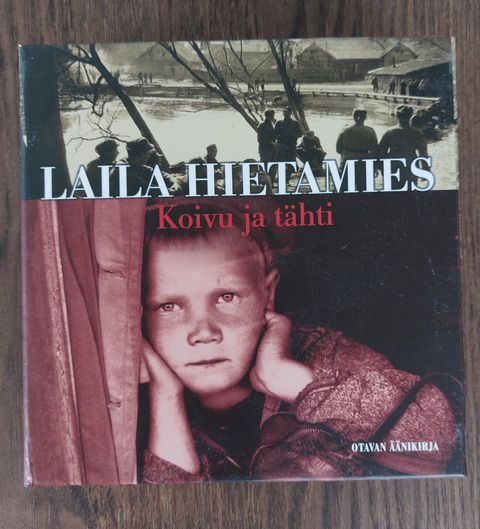 LAILA HIETAMIES
Koivu ja tähti
OTAVAN ÄÄNIKIRJA